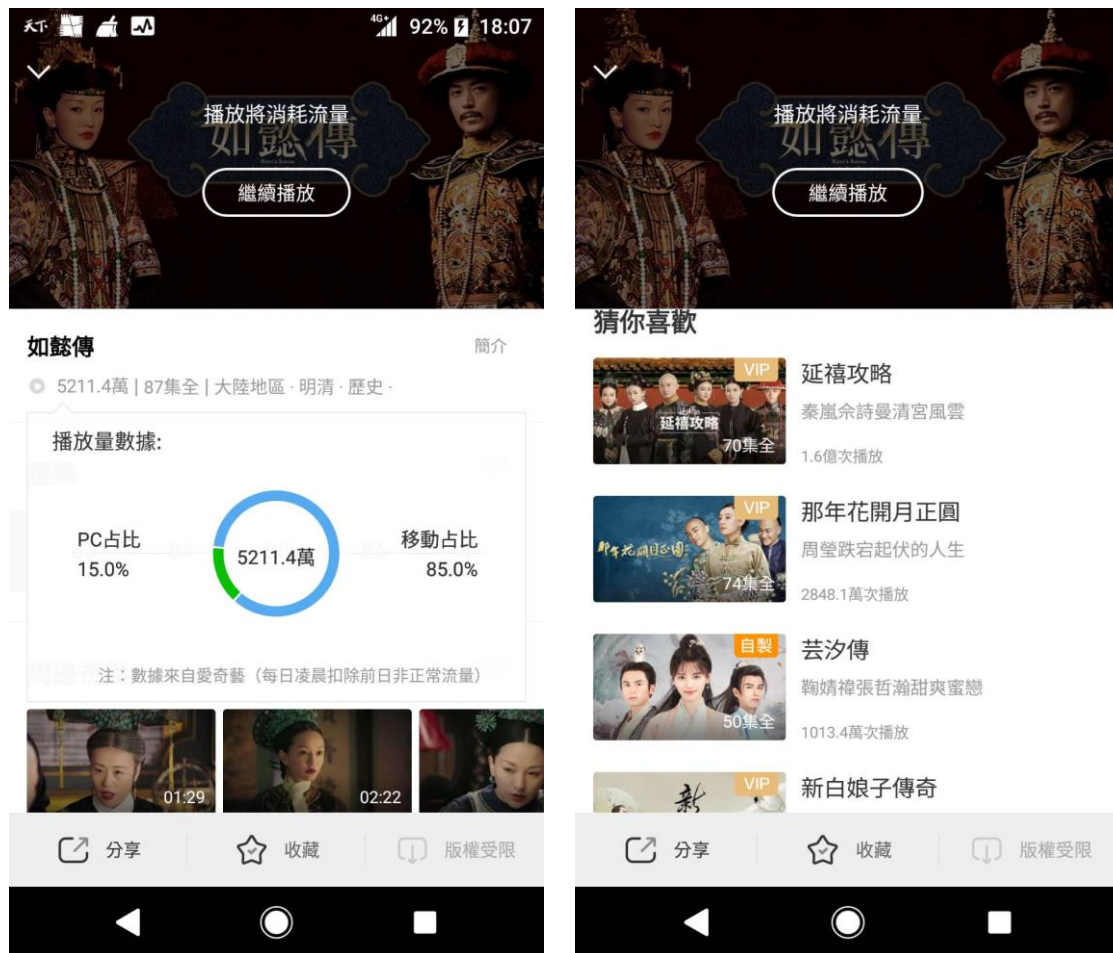 天下
4G+ 92% 18:07
播放將消耗流量
如懿傳
繼續播放
如懿傳
簡介
5211.4萬 | 87集全 | 大陸地區 · 明清 · 歷史 ·
播放量數據:
PC占比
15.0%
5211.4萬
移動占比
85.0%
注：數據來自愛奇藝（每日凌晨扣除前日非正常流量）
01:29
02:22
分享
收藏
版權受限
播放將消耗流量
如懿傳
繼續播放
猜你喜歡
VIP
延禧攻略
70集全
延禧攻略
秦嵐佘詩曼清宮風雲
1.6億次播放
VIP
那年花開月正圓
74集全
那年花開月正圓
周瑩跌宕起伏的人生
2848.1萬次播放
自製
50集全
芸汐傳
鞠婧禕張哲瀚甜爽蜜戀
1013.4萬次播放
VIP
新
新白娘子傳奇
分享
收藏
版權受限